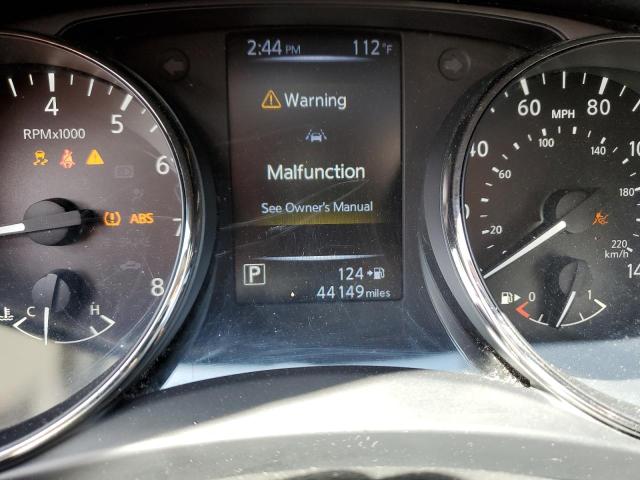 2:44 PM 112°F
Warning
Malfunction
See Owner's Manual
P 124
44149 miles
4 5 6 7 8
RPMx1000
ABS
C H
20 40 60 80
MPH
20 60 100 140 180 220
km/h
0 1